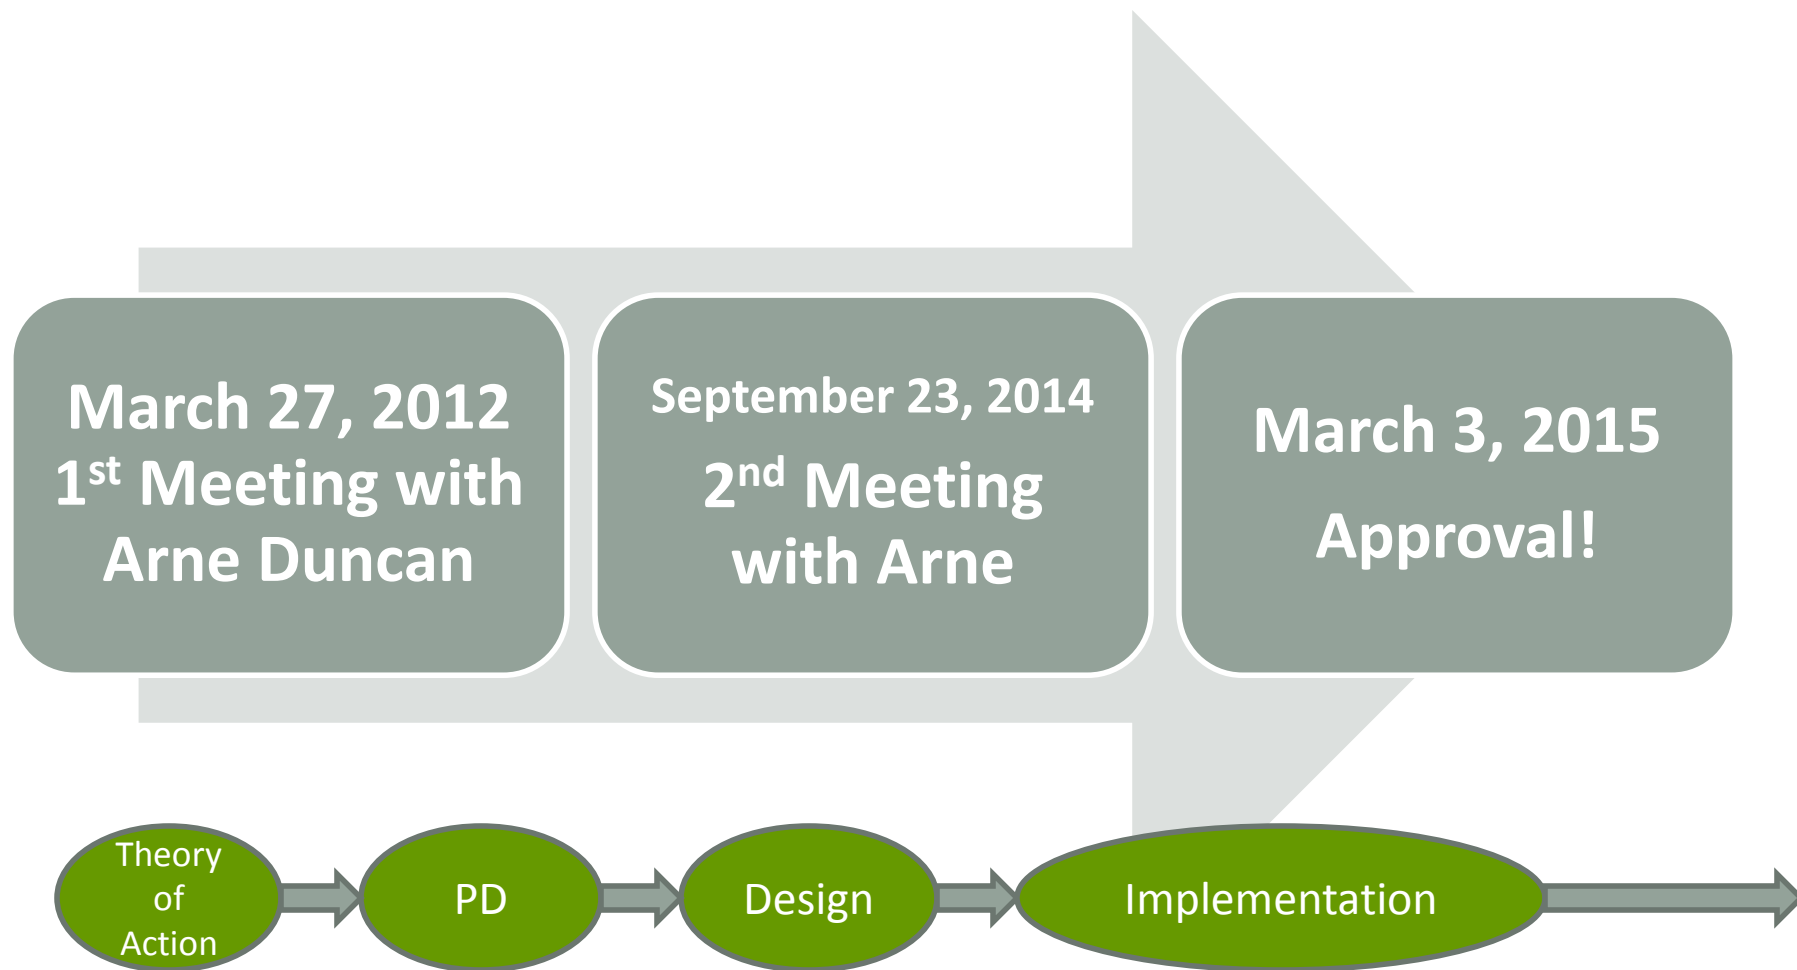 March 27, 2012
1st Meeting with
Arne Duncan
September 23, 2014
2nd Meeting
with Arne
March 3, 2015
Approval!
Theory
of
Action
PD
Design
Implementation